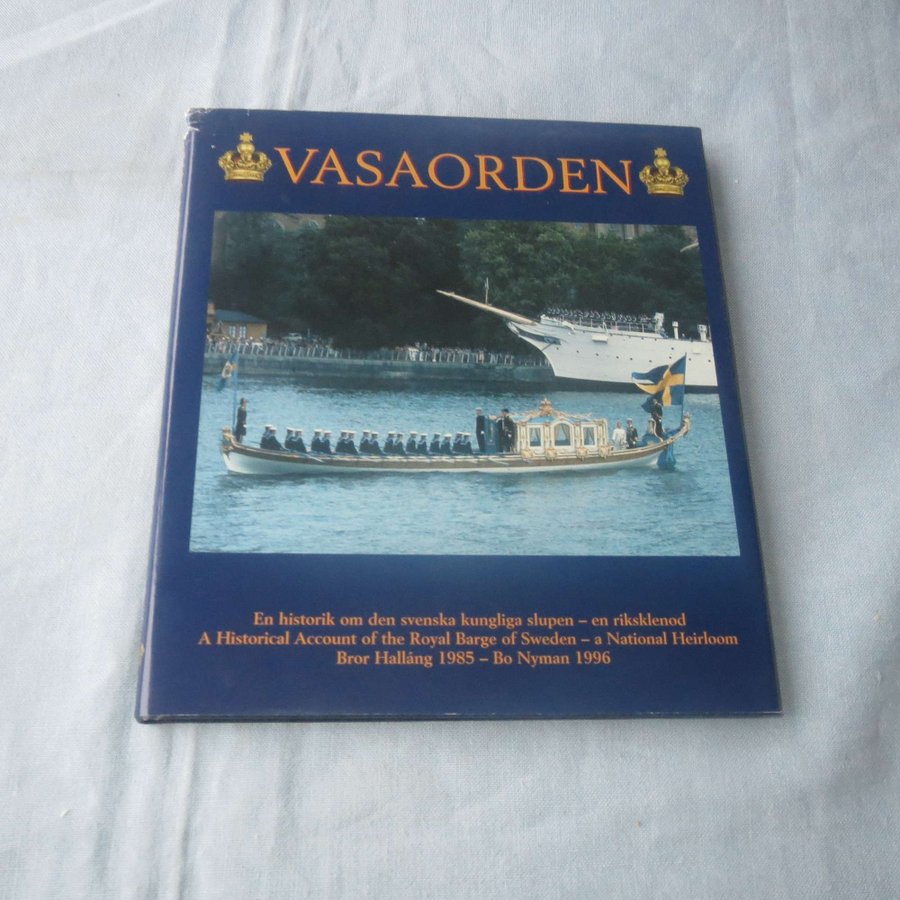 VASAORDEN
En historik om den svenska kungliga slupen – en riksklenod
A Historical Account of the Royal Barge of Sweden – a National Heirloom
Bror Hallång 1985 – Bo Nyman 1996